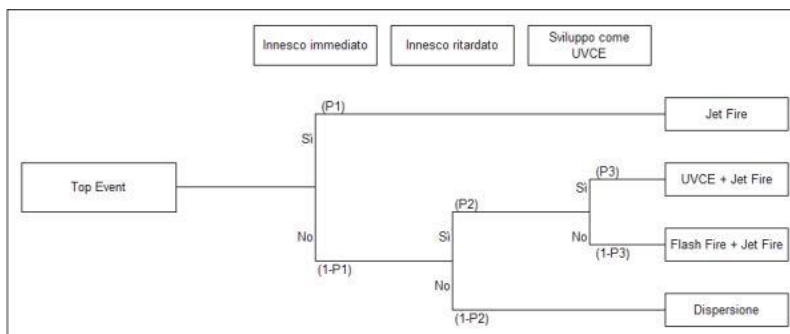 Innesco immediato
Innesco ritardato
Sviluppo come
UVCE
(P1)
Jet Fire
Sì
Top Event
(P3)
UVCE + Jet Fire
Sì
(P2)
No
Sì
No
(1-P1)
(1-P3)
Flash Fire + Jet Fire
No
(1-P2)
Dispersione